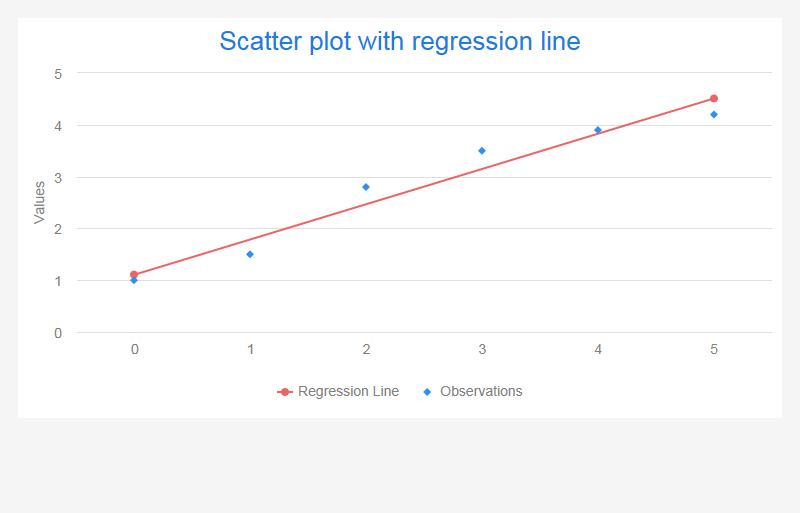 Scatter plot with regression line
5
4
3
2
1
0
Values
0 1 2 3 4 5
Regression Line Observations